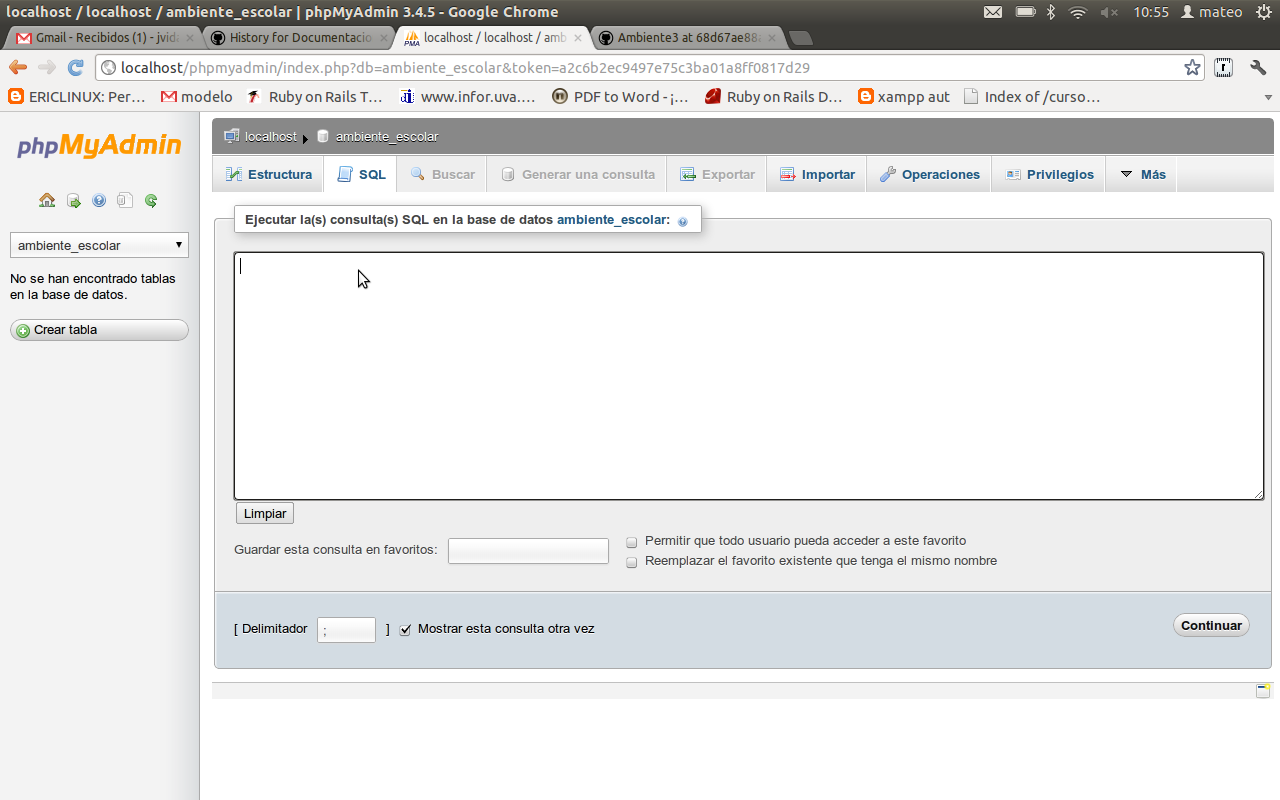 localhost / localhost / ambiente_escolar | phpMyAdmin 3.4.5 - Google Chrome
10:55 mateo
Gmail - Recibidos (1) - jvid
History for Documentacio
localhost / localhost / amb
Ambiente3 at 68d67ae88
localhost/phpmyadmin/index.php?db=ambiente_escolar&token=a2c6b2ec9497e75c3ba01a8ff0817d29
ERICLINUX: Per… modelo Ruby on Rails T… www.infor.uva.… PDF to Word - ¡… Ruby on Rails D… xampp aut Index of /curso…
phpMyAdmin
ambiente_escolar
No se han encontrado tablas
en la base de datos.
Crear tabla
localhost ambiente_escolar
Estructura SQL Buscar Generar una consulta Exportar Importar Operaciones Privilegios Más
Ejecutar la(s) consulta(s) SQL en la base de datos ambiente_escolar:
Limpiar
Guardar esta consulta en favoritos:
Permitir que todo usuario pueda acceder a este favorito
Reemplazar el favorito existente que tenga el mismo nombre
[ Delimitador ; ] Mostrar esta consulta otra vez
Continuar